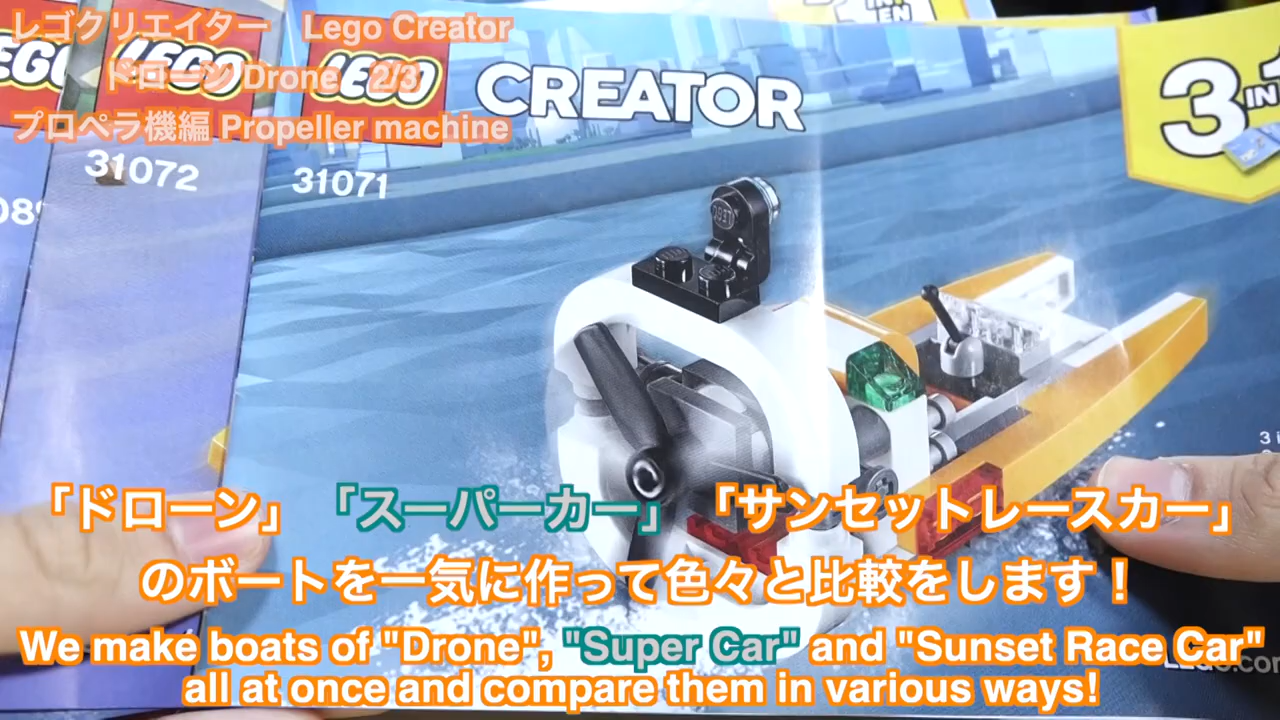 レゴクリエイター Lego Creator
ドローン Drone 2/3
プロペラ機編 Propeller machine
LEGO LEGO CREATOR
3 IN
31072
31071
「ドローン」「スーパーカー」「サンセットレースカー」
のボートを一気に作って色々と比較をします！
We make boats of "Drone", "Super Car" and "Sunset Race Car"
all at once and compare them in various ways!